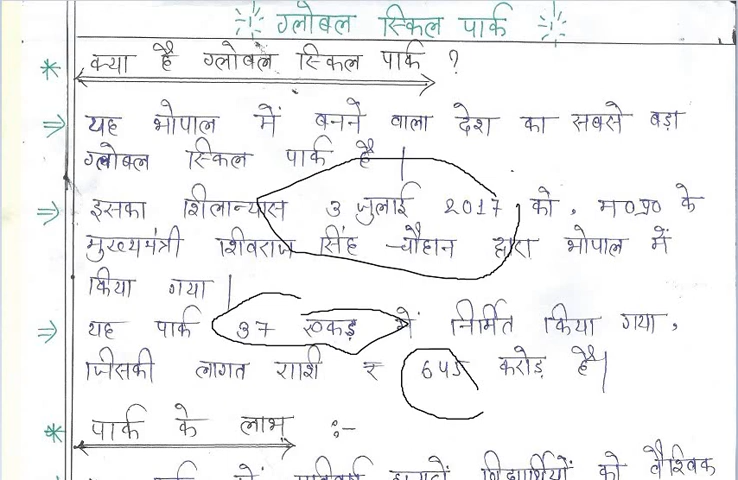 ग्लोबल स्किल पार्क
* क्या है ग्लोबल स्किल पार्क ?
⇒ यह भोपाल में बनने वाला देश का सबसे बड़ा
ग्लोबल स्किल पार्क है |
⇒ इसका शिलान्यास 3 जुलाई 2017 को, म०प्र० के
मुख्यमंत्री शिवराज सिंह चौहान द्वारा भोपाल में
किया गया |
⇒ यह पार्क 37 एकड़ में निर्मित किया गया,
जिसकी लागत राशि ₹ 645 करोड़ है|
* पार्क के लाभ :-
को वैश्विक